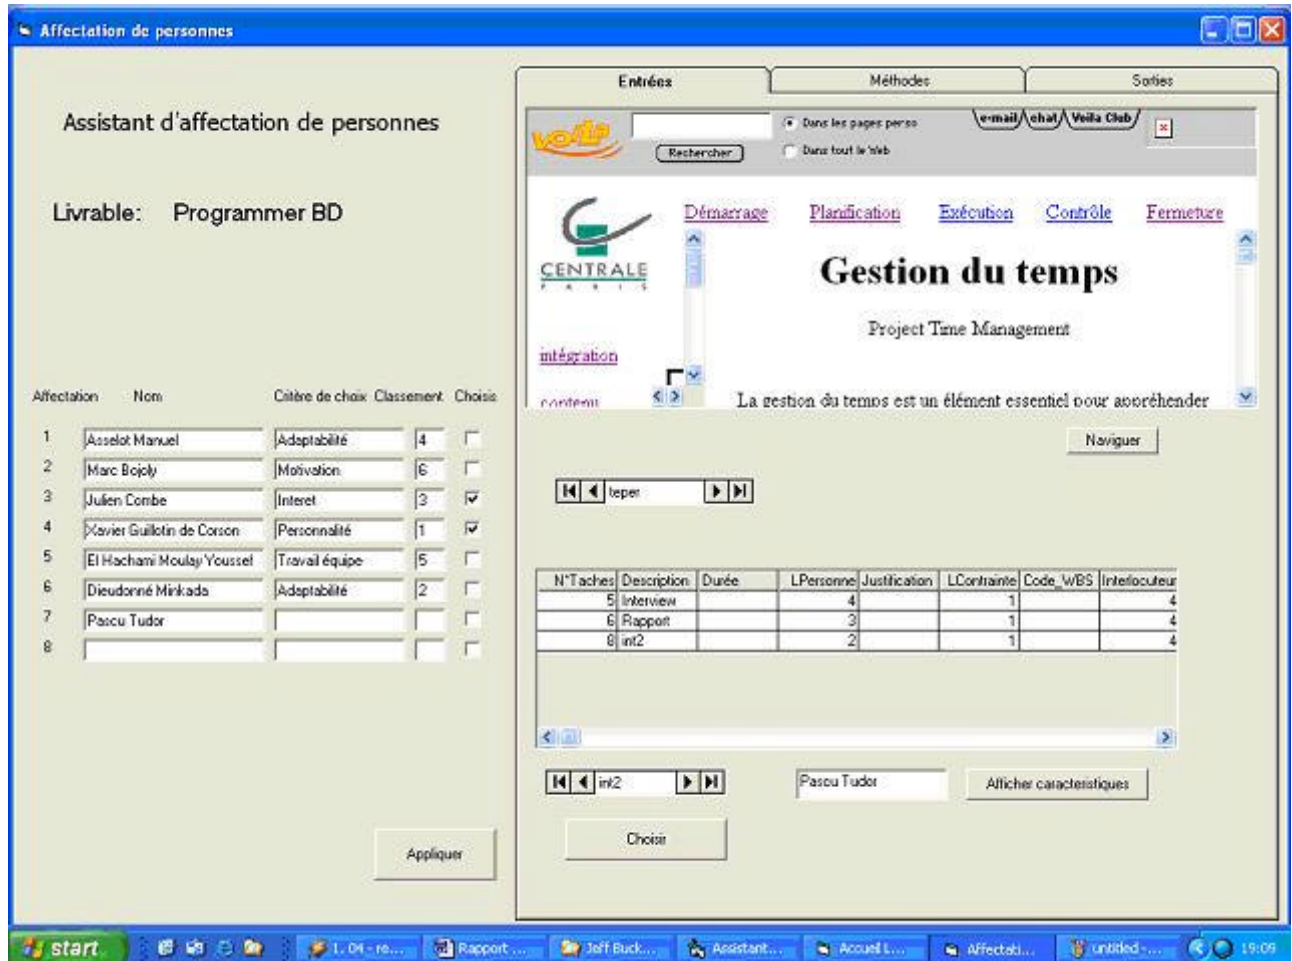 Affectation de personnes
Assistant d'affectation de personnes
Livrable: Programmer BD
Affectation Nom Critère de choix Classement Choisis
1 Asselot Manuel Adaptabilité 4
2 Marc Bojoly Motivation 6
3 Julien Combe Interet 3
4 Xavier Guillotin de Corson Personnalité 1
5 El Hachami Moulay Youssef Travail équipe 5
6 Dieudonné Minkada Adaptabilité 2
7 Pascu Tudor
8
Appliquer
Entrées Méthodes Sorties
voila Dans les pages perso e-mail chat Voila Club
Rechercher Dans tout le Web
Démarrage Planification Exécution Contrôle Fermeture
CENTRALE
PARIS
Gestion du temps
Project Time Management
intégration
contenu
La gestion du temps est un élément essentiel pour appréhender
Naviguer
teper
N°Taches Description Durée LPersonne Justification LContrainte Code_WBS Interlocuteur
5 Interview 4 1 4
6 Rapport 3 1 4
8 int2 2 1 4
int2 Pascu Tudor Afficher caracteristiques
Choisir
start 1. 04 - re... Rapport ... Jeff Buck... Assistant... Accueil L... Affectati... untitled -... 19:09